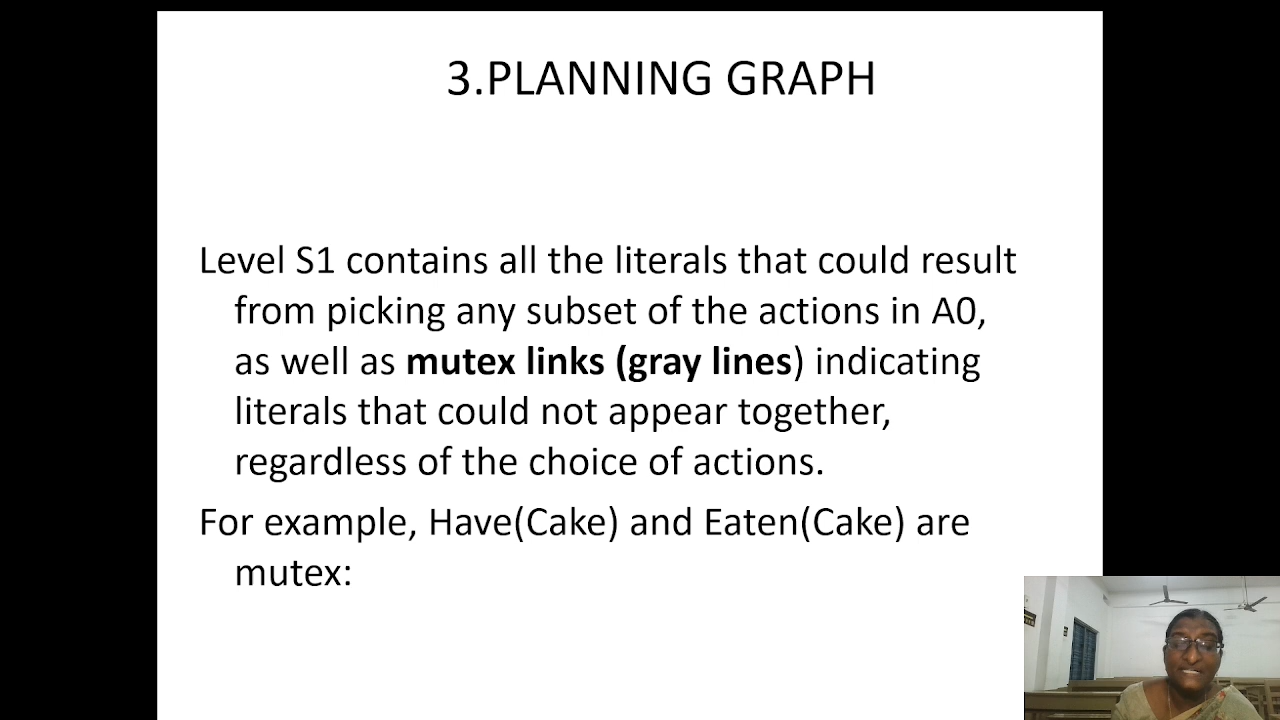 3.PLANNING GRAPH
Level S1 contains all the literals that could result
from picking any subset of the actions in A0,
as well as mutex links (gray lines) indicating
literals that could not appear together,
regardless of the choice of actions.
For example, Have(Cake) and Eaten(Cake) are
mutex: